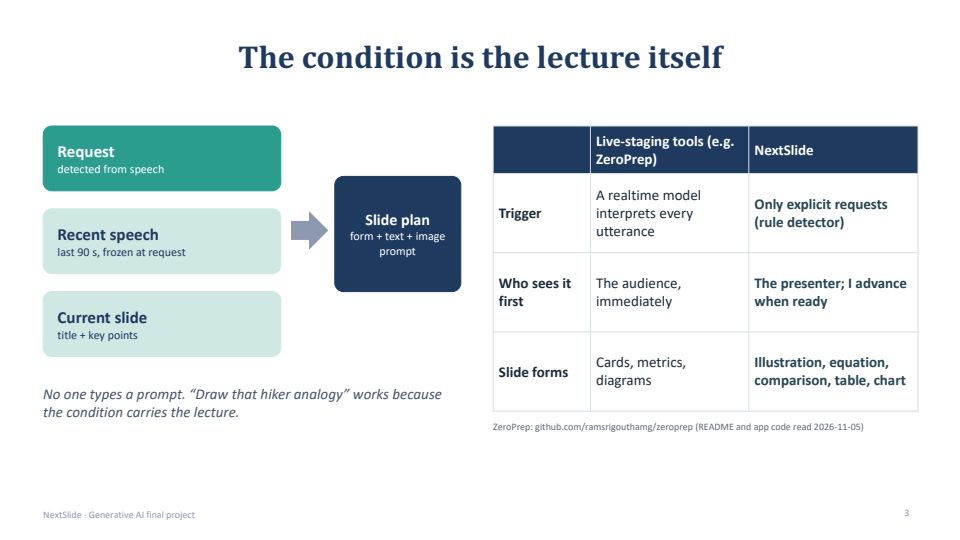 The condition is the lecture itself
Request
detected from speech
Recent speech
last 90 s, frozen at request
Current slide
title + key points
Slide plan
form + text + image
prompt
No one types a prompt. “Draw that hiker analogy” works because
the condition carries the lecture.
Live-staging tools (e.g.
ZeroPrep)
NextSlide
Trigger
A realtime model
interprets every
utterance
Only explicit requests
(rule detector)
Who sees it
first
The audience,
immediately
The presenter; I advance
when ready
Slide forms
Cards, metrics,
diagrams
Illustration, equation,
comparison, table, chart
ZeroPrep: github.com/ramsrigouthamg/zeroprep (README and app code read 2026-11-05)
NextSlide · Generative AI final project
3